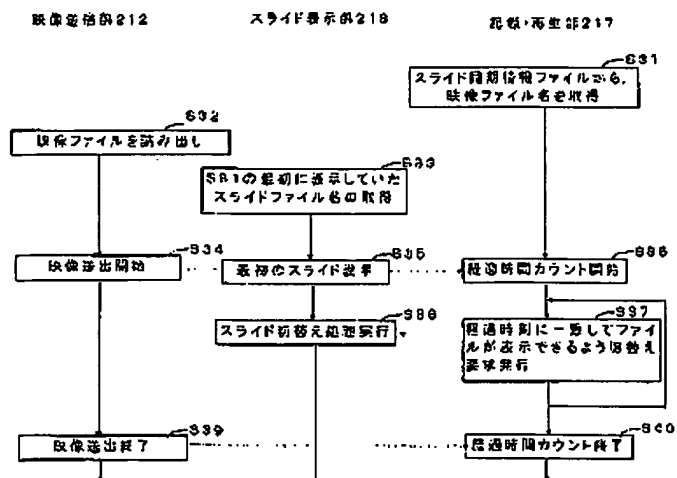 映像送信部212
スライド表示部218
記録・再生部217
S31
スライド同期情報ファイルから、
映像ファイル名を取得
S32
映像ファイルを読み出し
S33
S31の最初に表示していた
スライドファイル名の取得
S34
映像送出開始
S35
最初のスライド表示
S36
経過時間カウント開始
S37
経過時刻に一致してファイ
ルが表示できるよう切替え
要求発行
S38
スライド切替え処理実行
S39
映像送出終了
S40
経過時間カウント終了